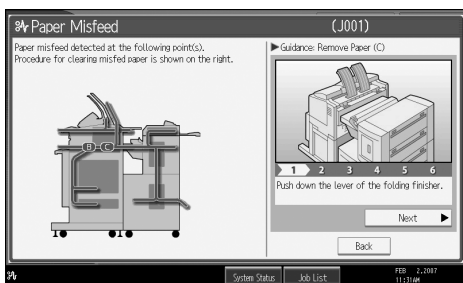 Paper Misfeed
(J001)
Paper misfeed detected at the following point(s).
Procedure for clearing misfed paper is shown on the right.
B C
▶Guidance: Remove Paper (C)
1 2 3 4 5 6
Push down the lever of the folding finisher.
Next ▶
Back
System Status Job List
FEB 2,2007
11:31AM